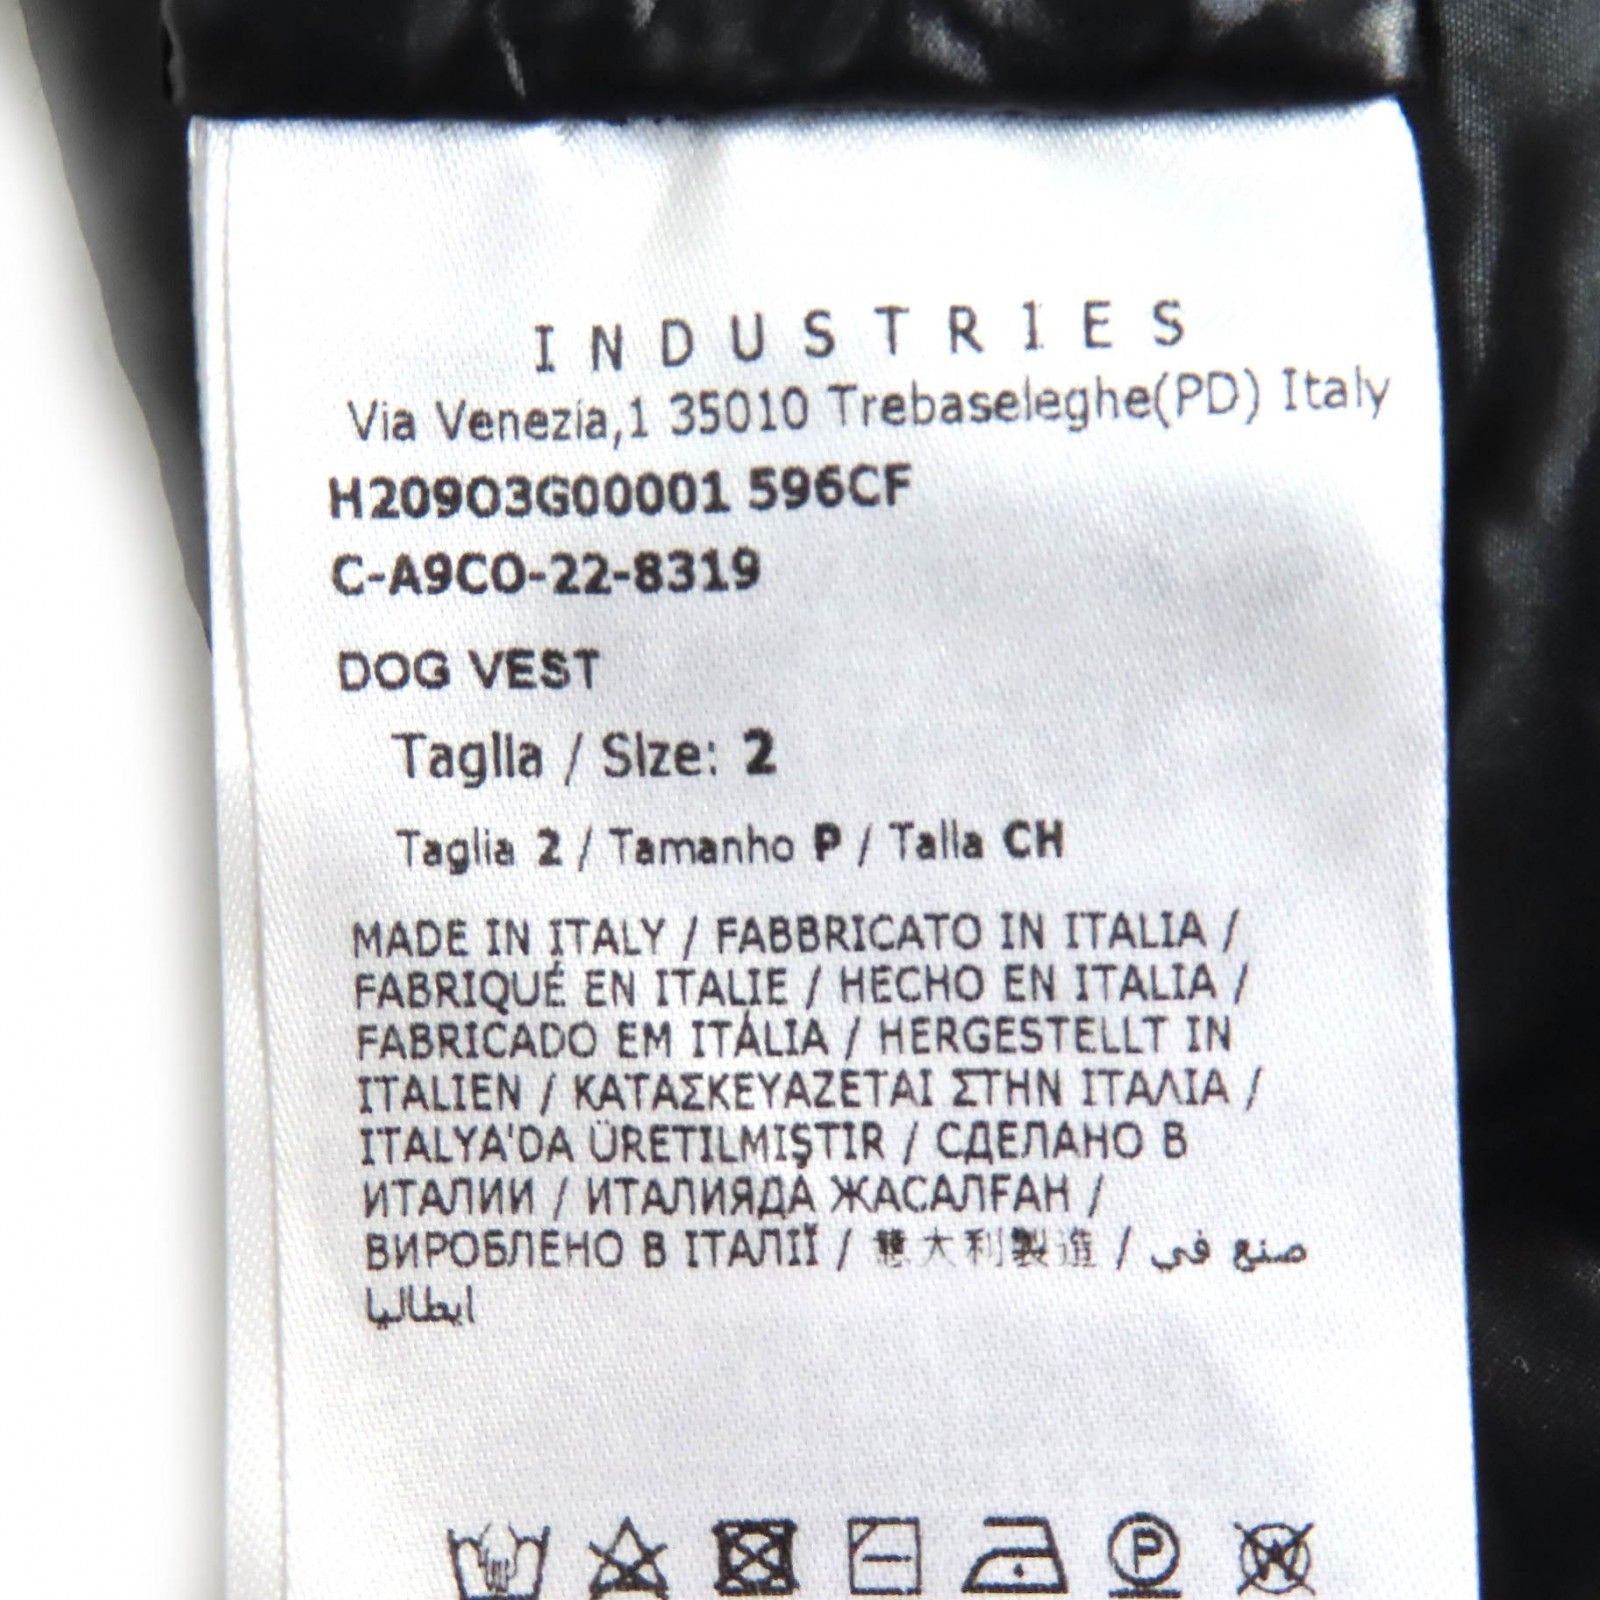 INDUSTRIES
Via Venezia,1 35010 Trebaseleghe(PD) Italy
H209O3G00001 596CF
C-A9CO-22-8319
DOG VEST
Taglia / Size: 2
Taglia 2 / Tamanho P / Talla CH
MADE IN ITALY / FABBRICATO IN ITALIA /
FABRIQUÉ EN ITALIE / HECHO EN ITALIA /
FABRICADO EM ITÁLIA / HERGESTELLT IN
ITALIEN / ΚΑΤΑΣΚΕΥΑΖΕΤΑΙ ΣΤΗΝ ΙΤΑΛΙΑ /
ITALYA'DA ÜRETILMIŞTIR / СДЕЛАНО В
ИТАЛИИ / ИТАЛИЯДА ЖАСАЛҒАН /
ВИРОБЛЕНО В ІТАЛІЇ / 意大利製造 / صنع في
ايطاليا
P
W